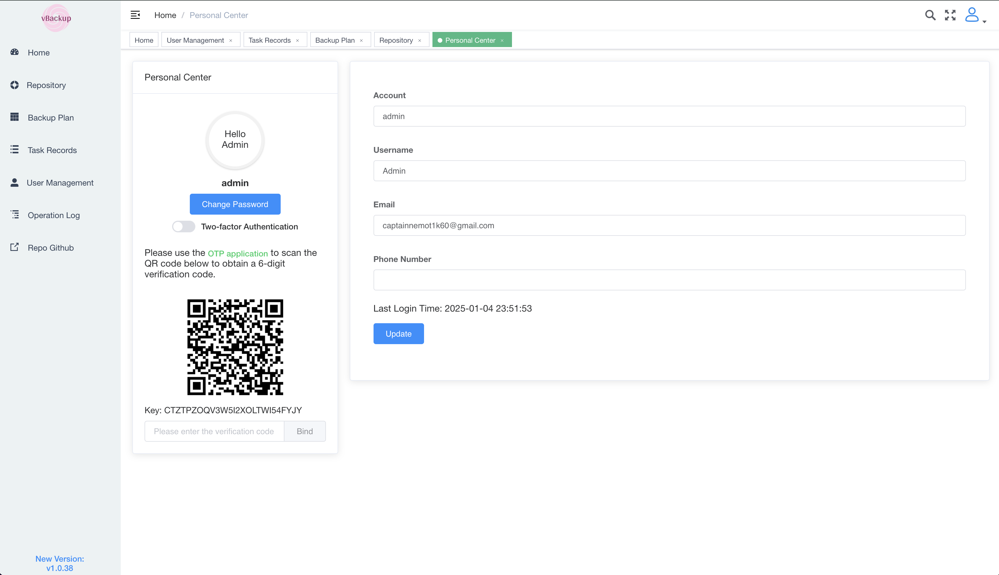 vBackup
Home
Repository
Backup Plan
Task Records
User Management
Operation Log
Repo Github
New Version:
v1.0.38
Home / Personal Center
Home
User Management ×
Task Records ×
Backup Plan ×
Repository ×
Personal Center ×
Personal Center
Hello
Admin
admin
Change Password
Two-factor Authentication
Please use the OTP application to scan the
QR code below to obtain a 6-digit
verification code.
Key: CTZTPZOQV3W5I2XOLTWI54FYJY
Please enter the verification code
Bind
Account
admin
Username
Admin
Email
captainnemot1k60@gmail.com
Phone Number
Last Login Time: 2025-01-04 23:51:53
Update